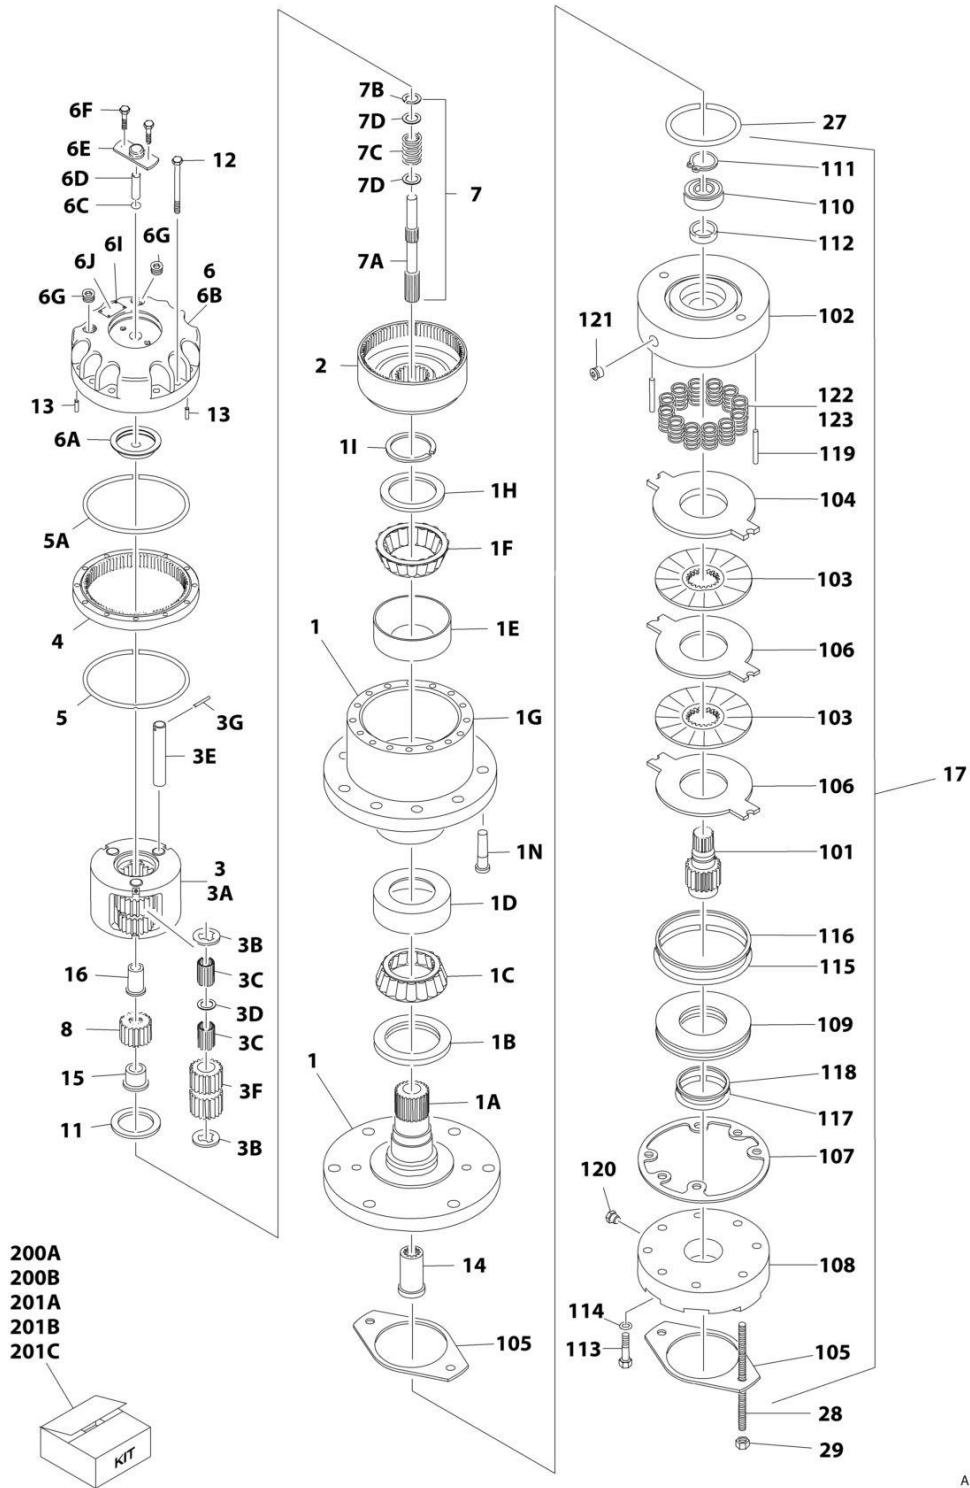 6F
6E
12
6D
6C
6G
6I
6J
6
6G
6B
13
13
6A
5A
4
5
3G
3E
3
3A
3B
16
3C
3D
8
3C
15
3F
11
3B
200A
200B
201A
201B
201C
KIT
7B
7D
7C
7D
7
7A
2
1I
1H
1F
1E
1
1G
1N
1D
1C
1B
1
1A
14
105
27
111
110
112
102
121
122
123
119
104
103
106
103
17
106
101
116
115
109
118
117
107
120
108
114
113
105
28
29
A